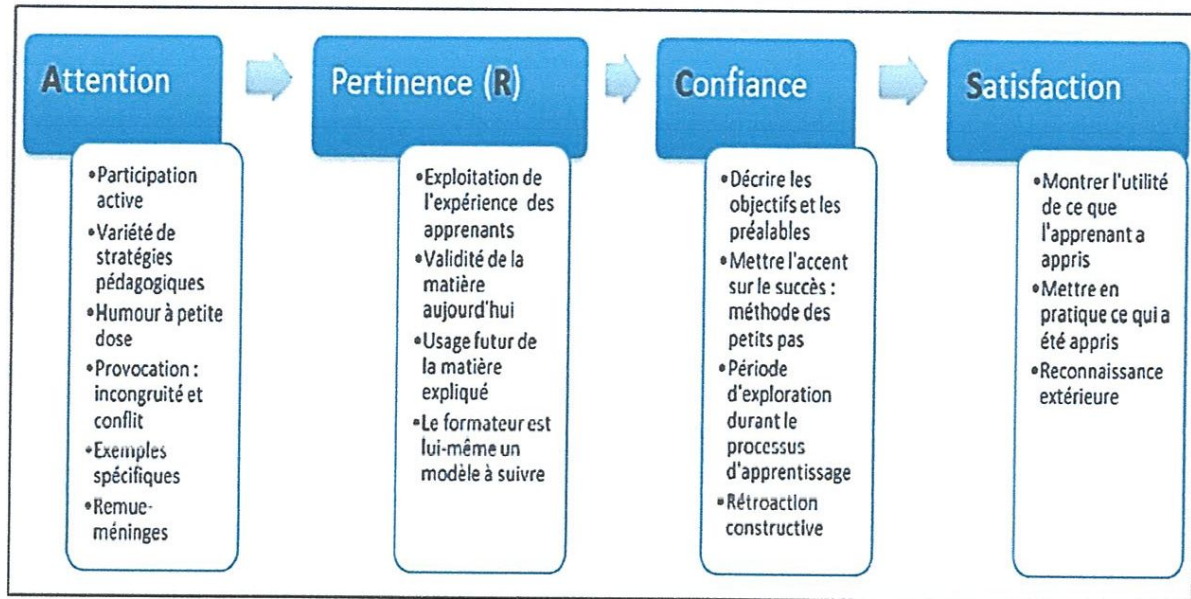 Attention
•Participation
active
•Variété de
stratégies
pédagogiques
•Humour à petite
dose
•Provocation :
incongruité et
conflit
•Exemples
spécifiques
•Remue-
méninges
Pertinence (R)
•Exploitation de
l'expérience des
apprenants
•Validité de la
matière
aujourd'hui
•Usage futur de
la matière
expliqué
•Le formateur est
lui-même un
modèle à suivre
Confiance
•Décrire les
objectifs et les
préalables
•Mettre l'accent
sur le succès :
méthode des
petits pas
•Période
d'exploration
durant le
processus
d'apprentissage
•Rétroaction
constructive
Satisfaction
•Montrer l'utilité
de ce que
l'apprenant a
appris
•Mettre en
pratique ce qui a
été appris
•Reconnaissance
extérieure